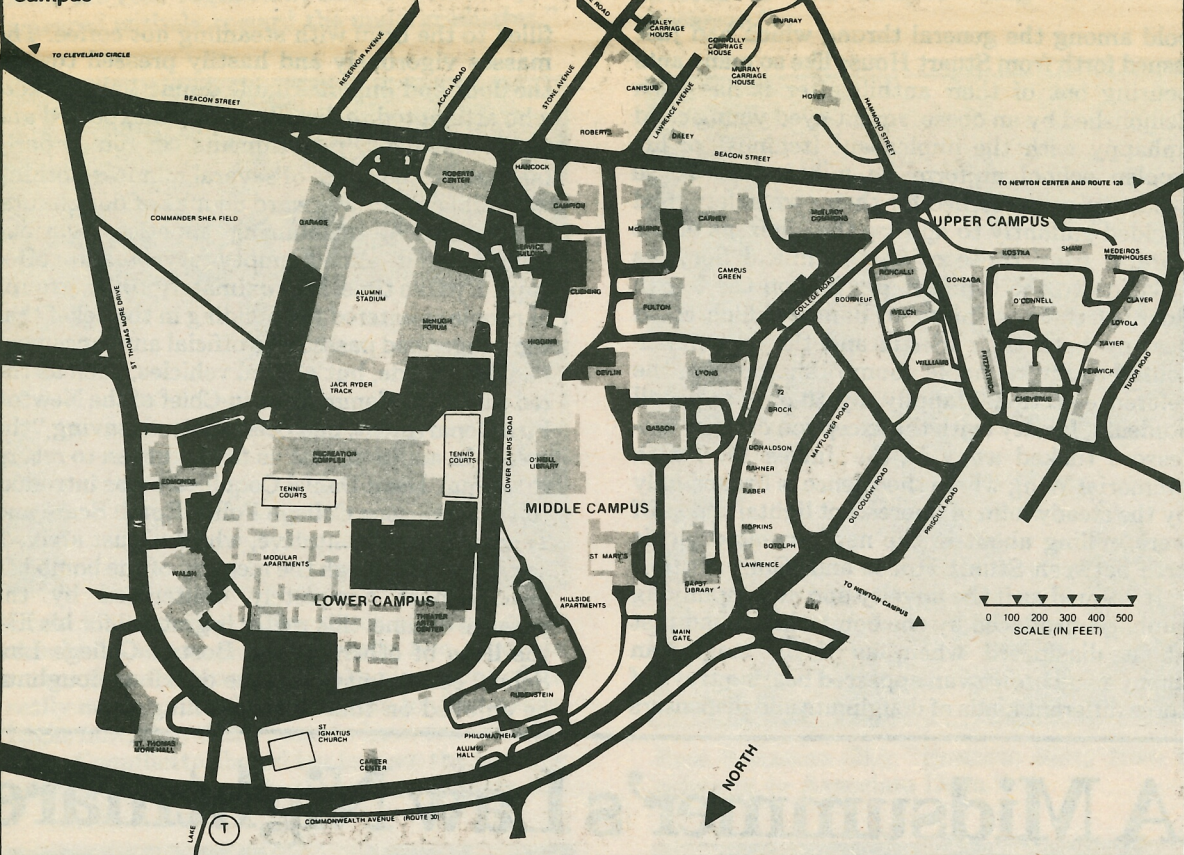 Campus
TO CLEVELAND CIRCLE
RESERVOIR AVENUE
ACACIA ROAD
STONE AVENUE
LAWRENCE AVENUE
HAMMOND STREET
ROAD
BEACON STREET
BEACON STREET
HALEY
CARRIAGE
HOUSE
CONNOLLY
CARRIAGE
HOUSE
MURRAY
MURRAY
CARRIAGE
HOUSE
CANISIUS
HOVEY
ROBERTS
DALEY
TO NEWTON CENTER AND ROUTE 128
ROBERTS
CENTER
HANCOCK
CAMPION
McGUINN
CARNEY
McELROY
COMMONS
UPPER CAMPUS
COMMANDER SHEA FIELD
GARAGE
SERVICE
BUILDING
CUSHING
CAMPUS
GREEN
COLLEGE ROAD
BOURNEUF
RONCALLI
WELCH
WILLIAMS
GONZAGA
KOSTKA
SHAW
MEDEIROS
TOWNHOUSES
O'CONNELL
CLAVER
LOYOLA
XAVIER
FENWICK
FITZPATRICK
CHEVERUS
TUDOR ROAD
ST THOMAS MORE DRIVE
ALUMNI
STADIUM
McHUGH
FORUM
FULTON
HIGGINS
DEVLIN
LYONS
JACK RYDER
TRACK
72
BROCK
GASSON
DONALDSON
RAHNER
FABER
MAYFLOWER ROAD
OLD COLONY ROAD
PRISCILLA ROAD
LOWER CAMPUS ROAD
RECREATION
COMPLEX
TENNIS
COURTS
TENNIS
COURTS
O'NEILL
LIBRARY
EDMONDS
MIDDLE CAMPUS
HOPKINS
BOTOLPH
LAWRENCE
MODULAR
APARTMENTS
WALSH
ST MARY'S
BAPST
LIBRARY
LOWER CAMPUS
THEATER
ARTS
CENTER
HILLSIDE
APARTMENTS
MAIN
GATE
TO NEWTON CAMPUS
0 100 200 300 400 500
SCALE (IN FEET)
RUBENSTEIN
ST. THOMAS
MORE HALL
ST
IGNATIUS
CHURCH
CAREER
CENTER
PHILOMATHEIA
ALUMNI
HALL
NORTH
COMMONWEALTH AVENUE (ROUTE 30)
LAKE
T